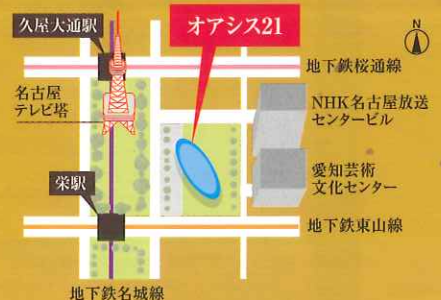 久屋大通駅
オアシス21
N
地下鉄桜通線
名古屋
テレビ塔
NHK名古屋放送
センタービル
愛知芸術
文化センター
栄駅
地下鉄東山線
地下鉄名城線